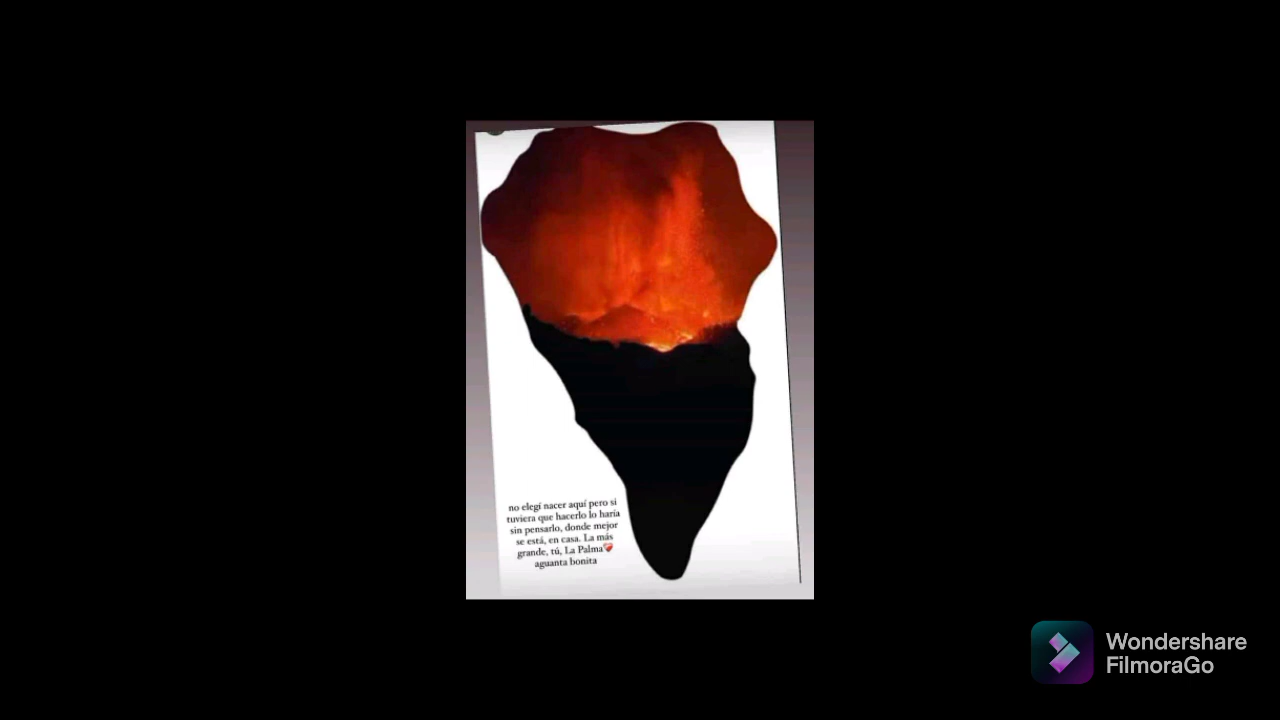 no elegí nacer aquí pero si
tuviera que hacerlo lo haría
sin pensarlo, donde mejor
se está, en casa. La más
grande, tú, La Palma❤️‍🩹
aguanta bonita
Wondershare
FilmoraGo